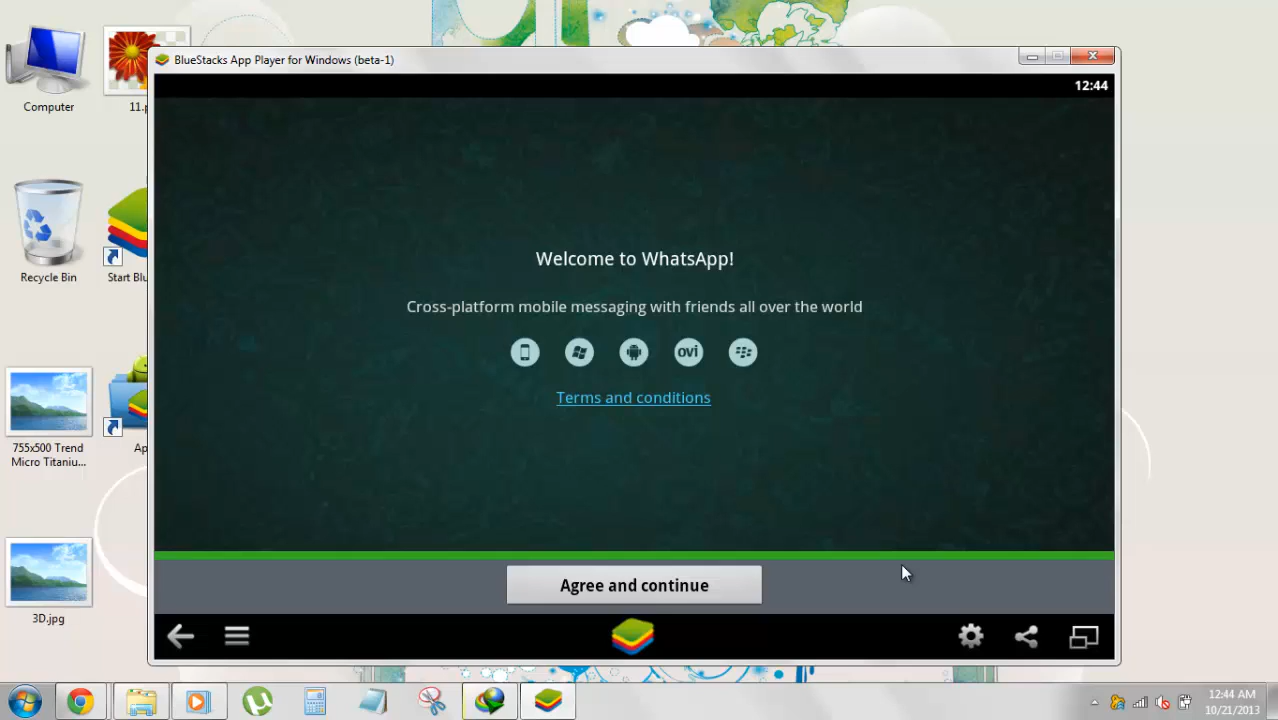 BlueStacks App Player for Windows (beta-1)
12:44
Computer
11.p
Recycle Bin
Start Blu
Welcome to WhatsApp!
Cross-platform mobile messaging with friends all over the world
ovi
Terms and conditions
755x500 Trend
Micro Titaniu...
Ap
Agree and continue
3D.jpg
12:44 AM
10/21/2013